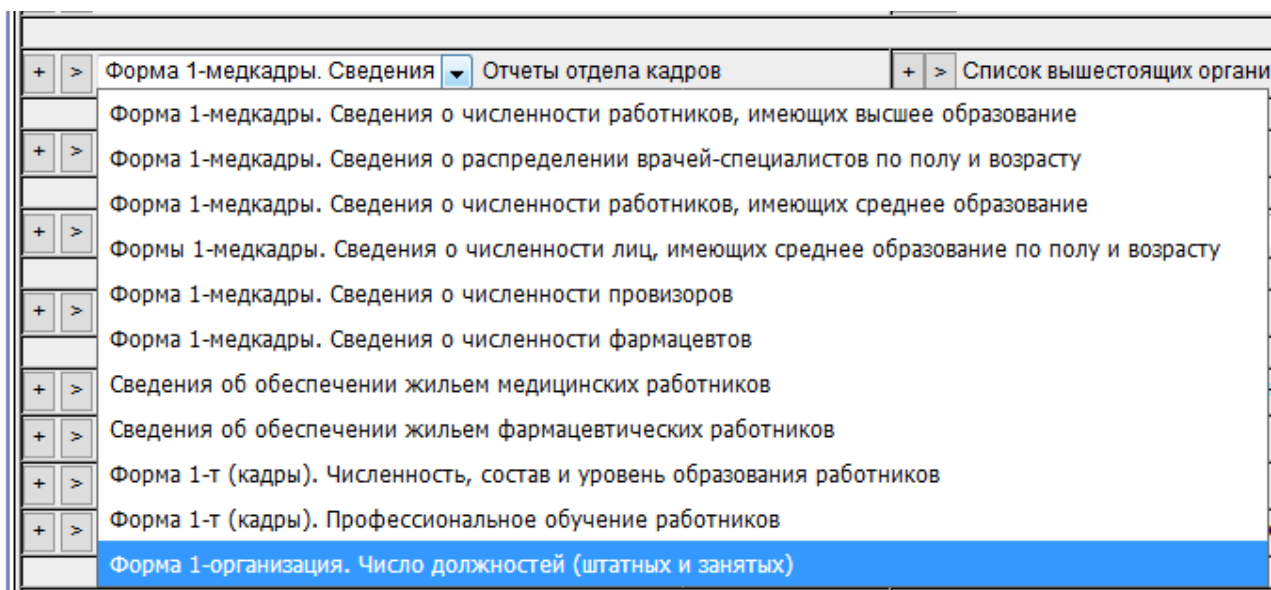 + > Форма 1-медкадры. Сведения Отчеты отдела кадров + > Список вышестоящих органи
Форма 1-медкадры. Сведения о численности работников, имеющих высшее образование
+ > Форма 1-медкадры. Сведения о распределении врачей-специалистов по полу и возрасту
Форма 1-медкадры. Сведения о численности работников, имеющих среднее образование
+ > Формы 1-медкадры. Сведения о численности лиц, имеющих среднее образование по полу и возрасту
+ > Форма 1-медкадры. Сведения о численности провизоров
Форма 1-медкадры. Сведения о численности фармацевтов
+ > Сведения об обеспечении жильем медицинских работников
+ > Сведения об обеспечении жильем фармацевтических работников
+ > Форма 1-т (кадры). Численность, состав и уровень образования работников
+ > Форма 1-т (кадры). Профессиональное обучение работников
Форма 1-организация. Число должностей (штатных и занятых)